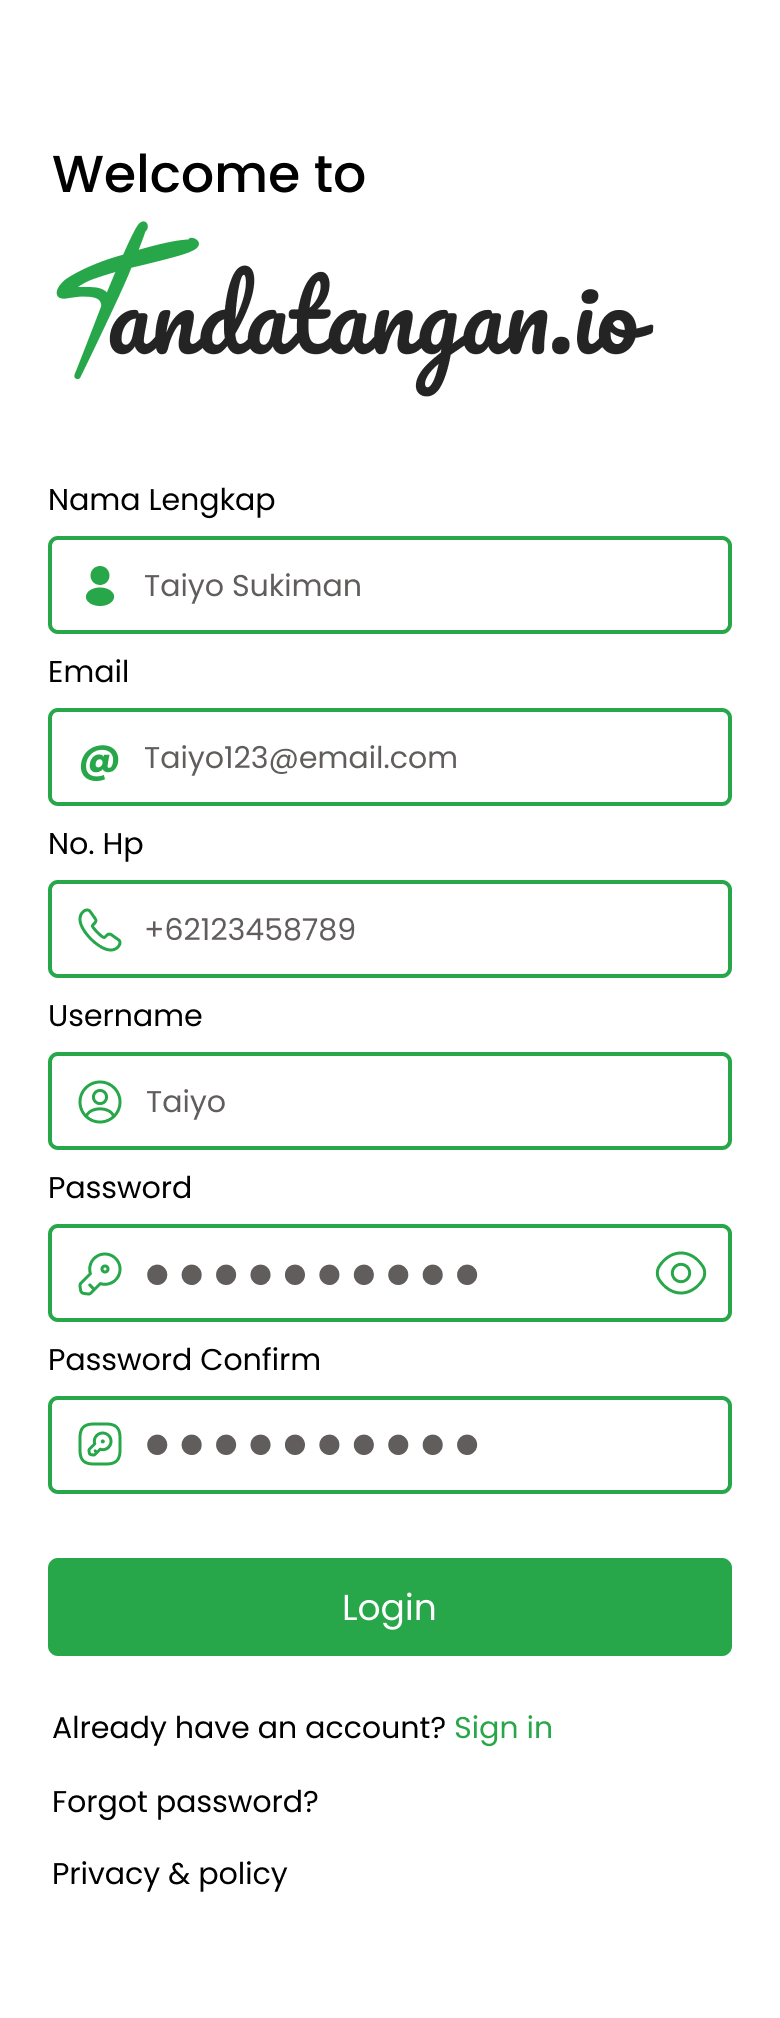 Welcome to
Tandatangan.io
Nama Lengkap
Taiyo Sukiman
Email
@ Taiyo123@email.com
No. Hp
+62123458789
Username
Taiyo
Password
Password Confirm
Login
Already have an account? Sign in
Forgot password?
Privacy & policy